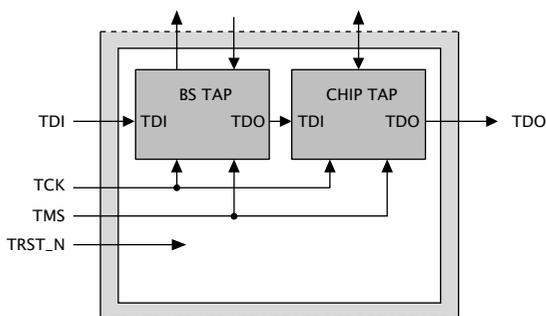 BS TAP CHIP TAP
TDI TDI TDO TDI TDO TDO
TCK
TMS
TRST_N